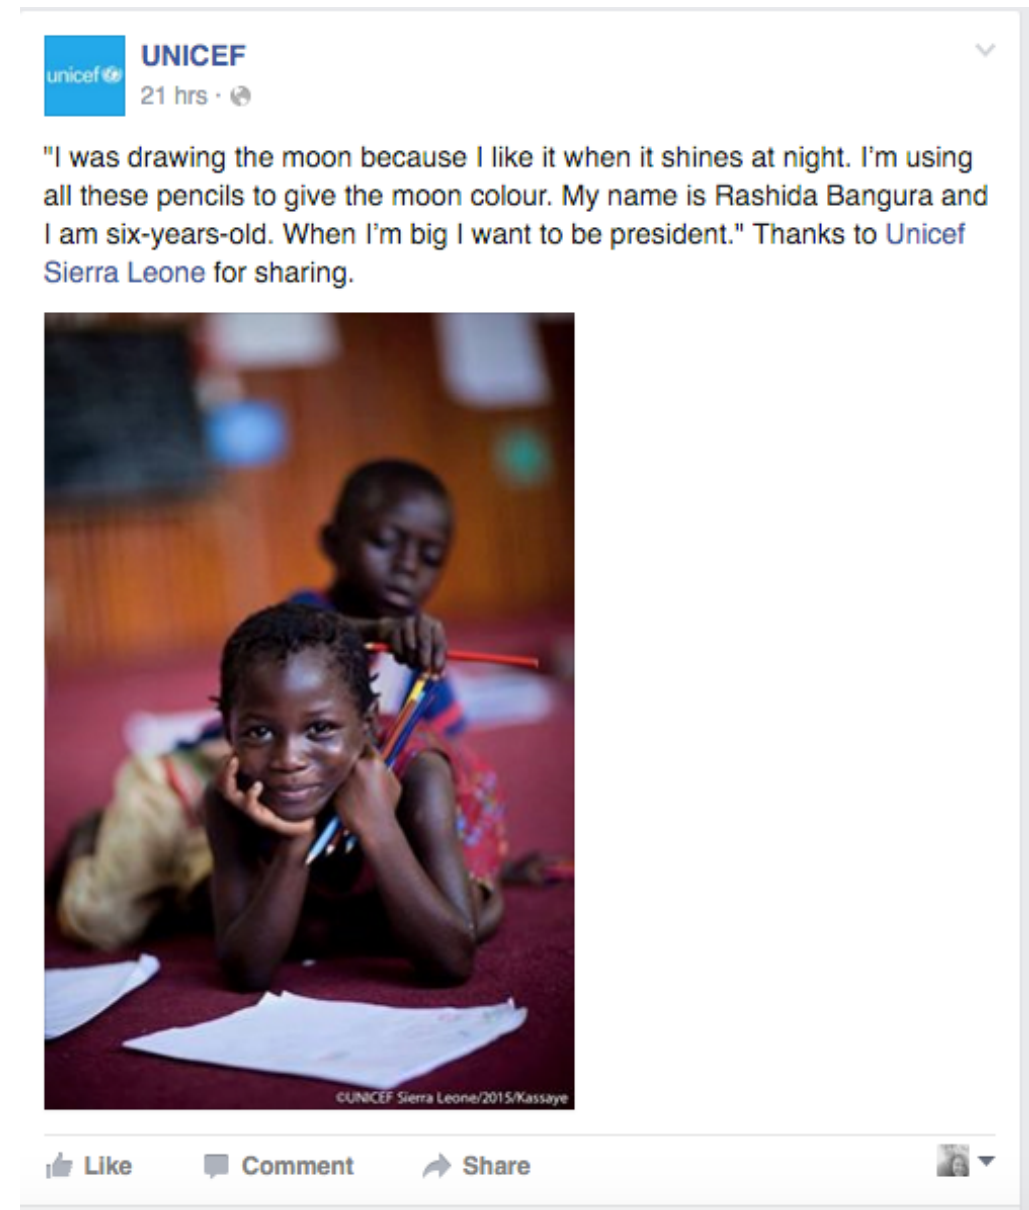 unicef
UNICEF
21 hrs ·
"I was drawing the moon because I like it when it shines at night. I'm using
all these pencils to give the moon colour. My name is Rashida Bangura and
I am six-years-old. When I'm big I want to be president." Thanks to Unicef
Sierra Leone for sharing.
©UNICEF Sierra Leone/2015/Kassaye
Like
Comment
Share